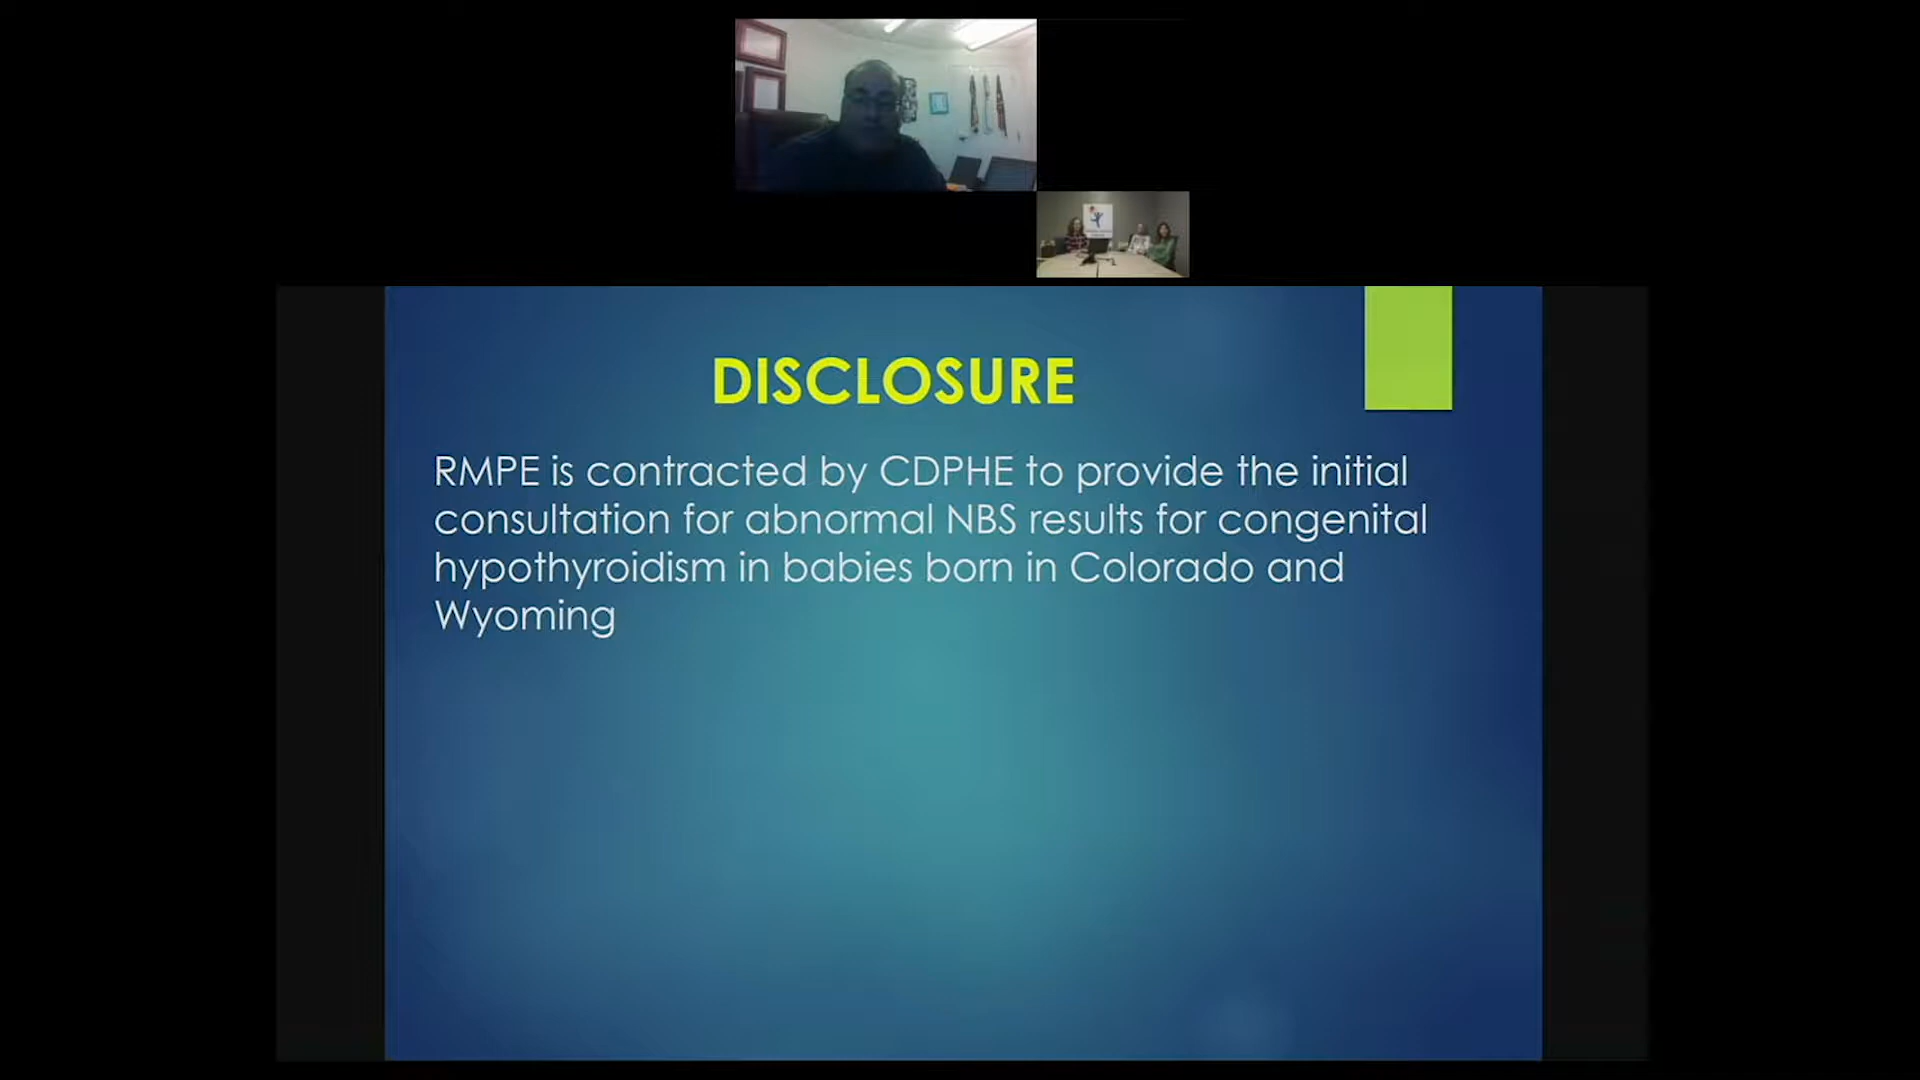 DISCLOSURE
RMPE is contracted by CDPHE to provide the initial
consultation for abnormal NBS results for congenital
hypothyroidism in babies born in Colorado and
Wyoming